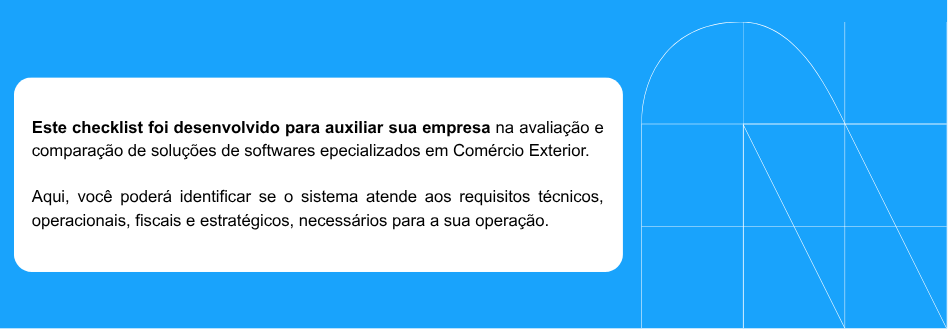 Este checklist foi desenvolvido para auxiliar sua empresa na avaliação e
comparação de soluções de softwares epecializados em Comércio Exterior.
Aqui, você poderá identificar se o sistema atende aos requisitos técnicos,
operacionais, fiscais e estratégicos, necessários para a sua operação.